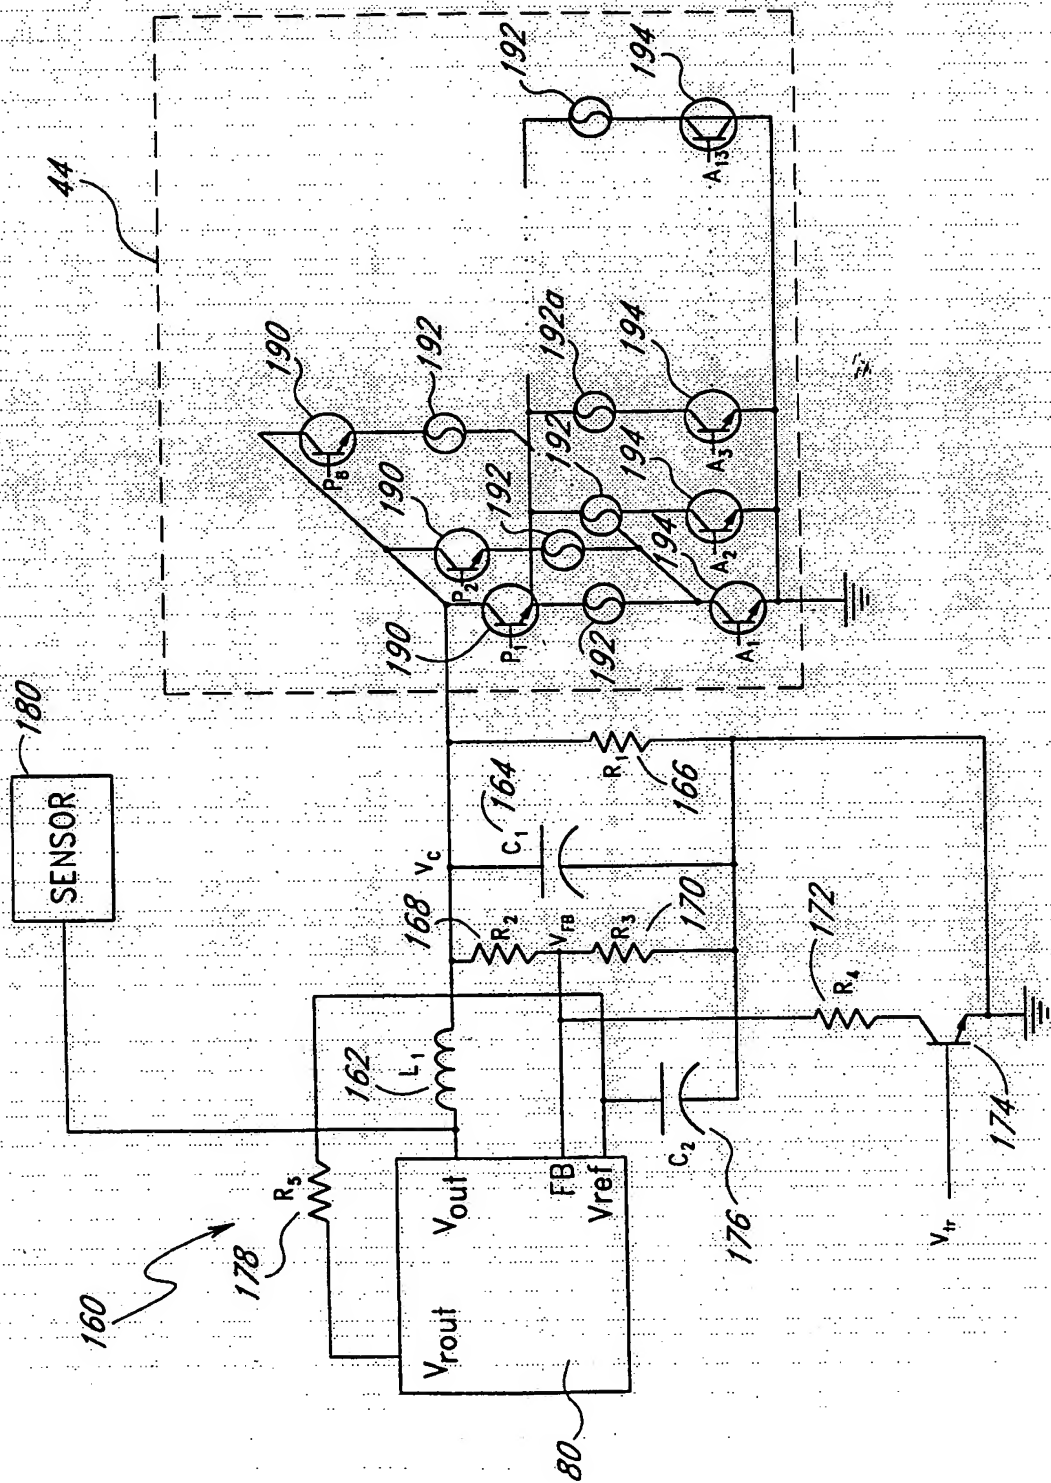 44
192
194
A13
190
192
192a
194
P8
190
192
192
194
A3
P2
194
A2
190
P1
192
A1
180
SENSOR
VC
164
C1
R1
166
168
R2
VFB
R3
170
172
R4
162
L1
160
178
R5
Vout
FB
Vref
Vrout
C2
176
174
Vtr
80